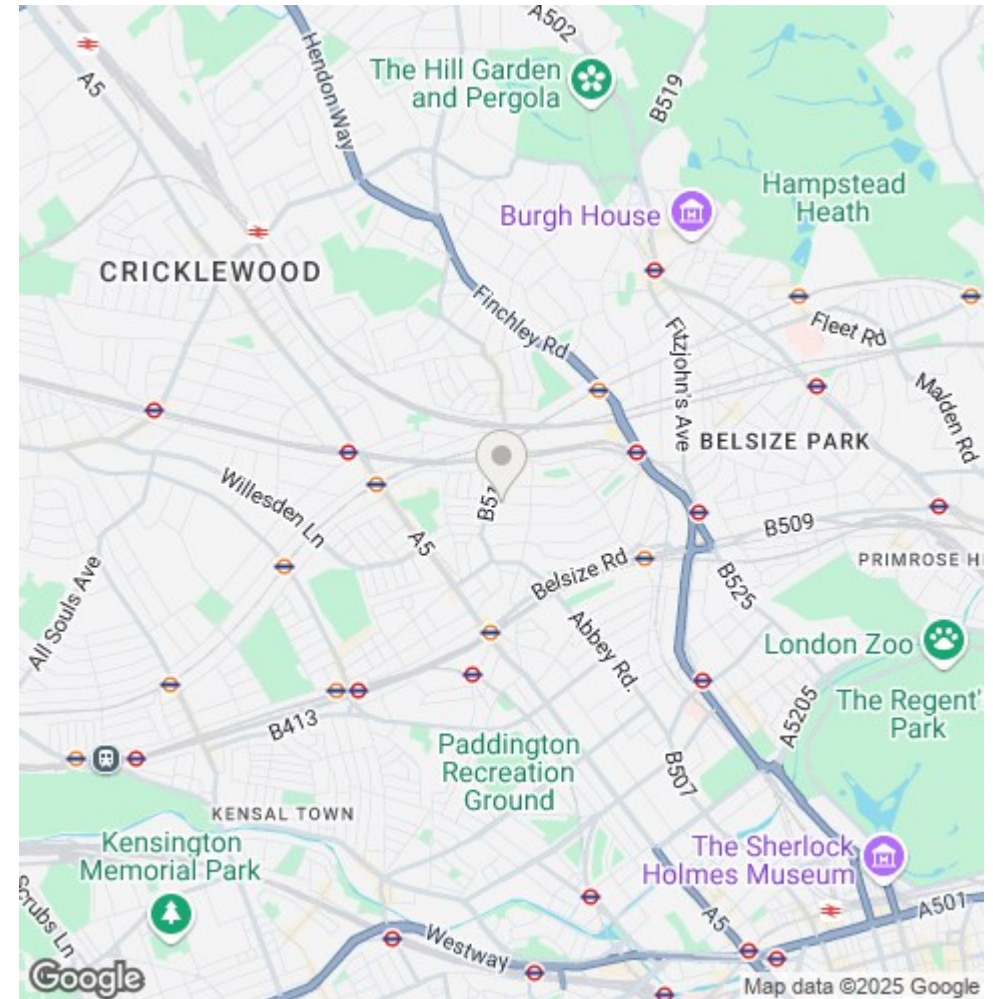 A502
A5
Hendon Way
The Hill Garden
and Pergola
B519
Hampstead
Heath
Burgh House
CRICKLEWOOD
Finchley Rd
Fitzjohn's Ave
Fleet Rd
Malden Rd
BELSIZE PARK
Willesden Ln
B51
A5
B509
PRIMROSE HI
Belsize Rd
B525
All Souls Ave
Abbey Rd.
London Zoo
A5205
The Regent'
Park
B413
Paddington
Recreation
Ground
B507
KENSAL TOWN
Kensington
Memorial Park
The Sherlock
Holmes Museum
Scrubs Ln
A5
A501
Westway
Google
Map data ©2025 Google